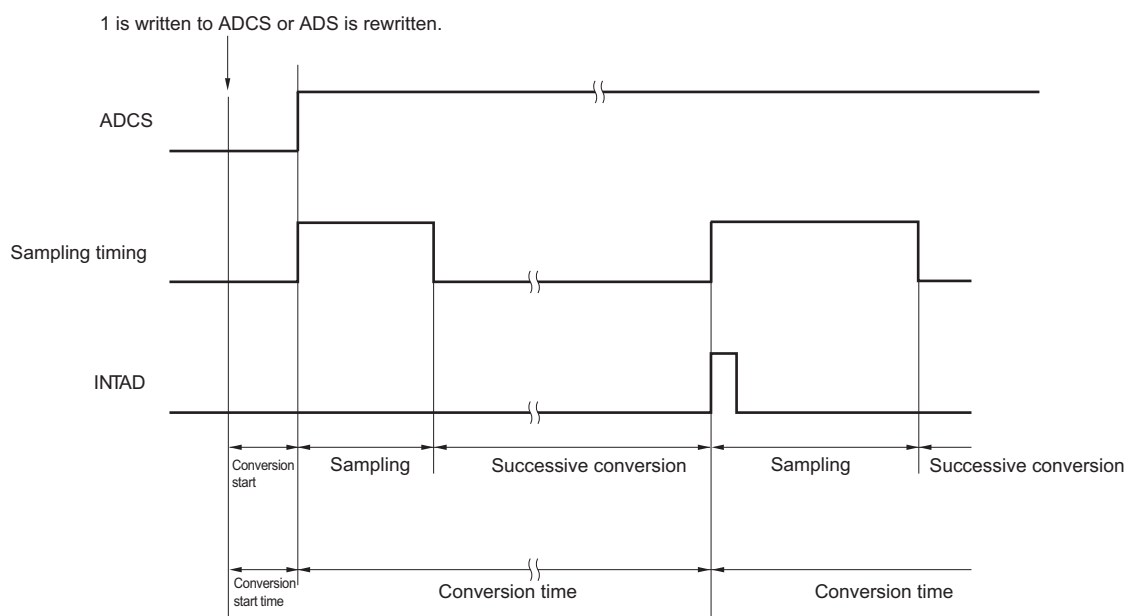 1 is written to ADCS or ADS is rewritten.
ADCS
Sampling timing
INTAD
Conversion
start
Sampling
Successive conversion
Sampling
Successive conversion
Conversion
start time
Conversion time
Conversion time